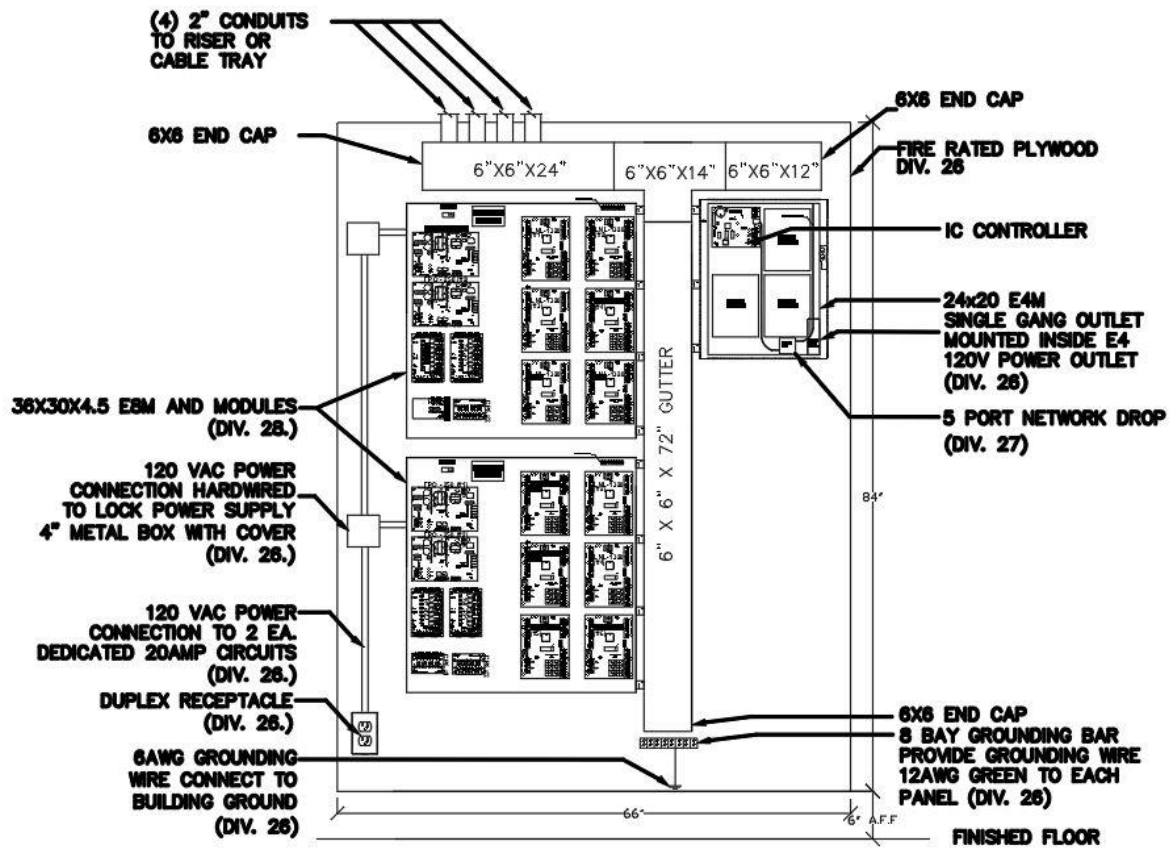 (4) 2" CONDUITS
TO RISER OR
CABLE TRAY
6X6 END CAP
6X6 END CAP
FIRE RATED PLYWOOD
DIV. 26
6"X6"X24"
6"X6"X14"
6"X6"X12"
IC CONTROLLER
24x20 E4M
SINGLE GANG OUTLET
MOUNTED INSIDE E4
120V POWER OUTLET
(DIV. 26)
5 PORT NETWORK DROP
(DIV. 27)
36X30X4.5 E8M AND MODULES
(DIV. 28.)
6" X 6" X 72" GUTTER
84"
120 VAC POWER
CONNECTION HARDWIRED
TO LOCK POWER SUPPLY
4" METAL BOX WITH COVER
(DIV. 26.)
120 VAC POWER
CONNECTION TO 2 EA.
DEDICATED 20AMP CIRCUITS
(DIV. 26.)
DUPLEX RECEPTACLE
(DIV. 26.)
6AWG GROUNDING
WIRE CONNECT TO
BUILDING GROUND
(DIV. 26)
6X6 END CAP
8 BAY GROUNDING BAR
PROVIDE GROUNDING WIRE
12AWG GREEN TO EACH
PANEL (DIV. 26)
66"
6" A.F.F
FINISHED FLOOR